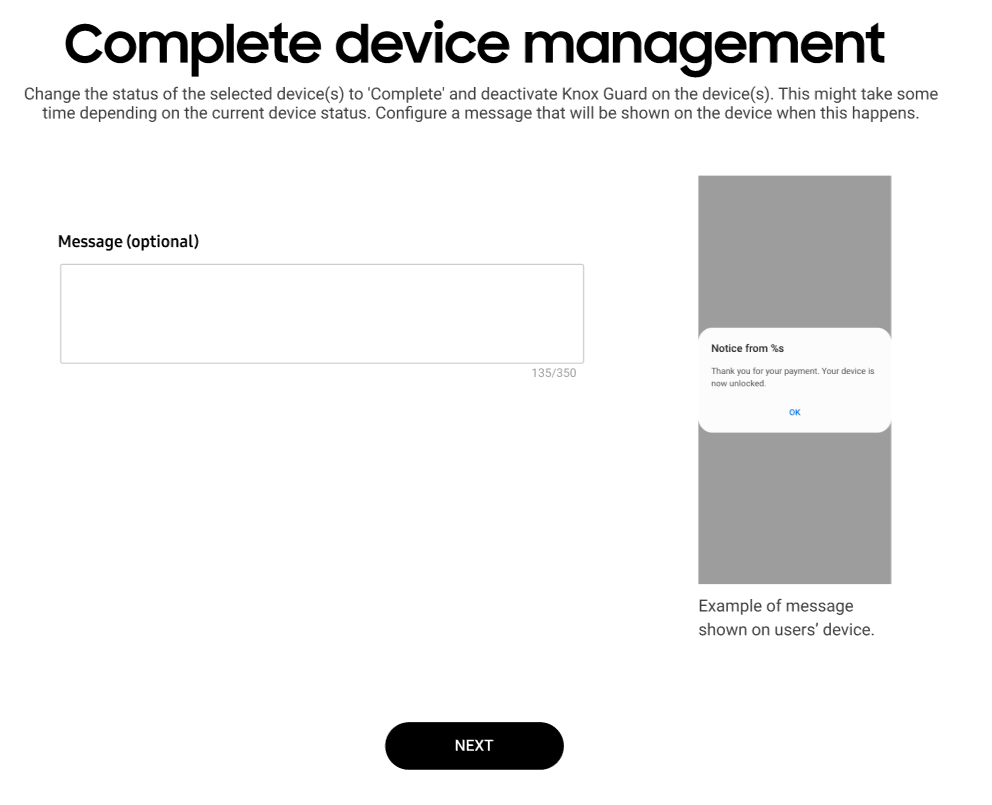 Complete device management
Change the status of the selected device(s) to 'Complete' and deactivate Knox Guard on the device(s). This might take some
time depending on the current device status. Configure a message that will be shown on the device when this happens.
Message (optional)
135/350
Notice from %s
Thank you for your payment. Your device is
now unlocked.
OK
Example of message
shown on users’ device.
NEXT